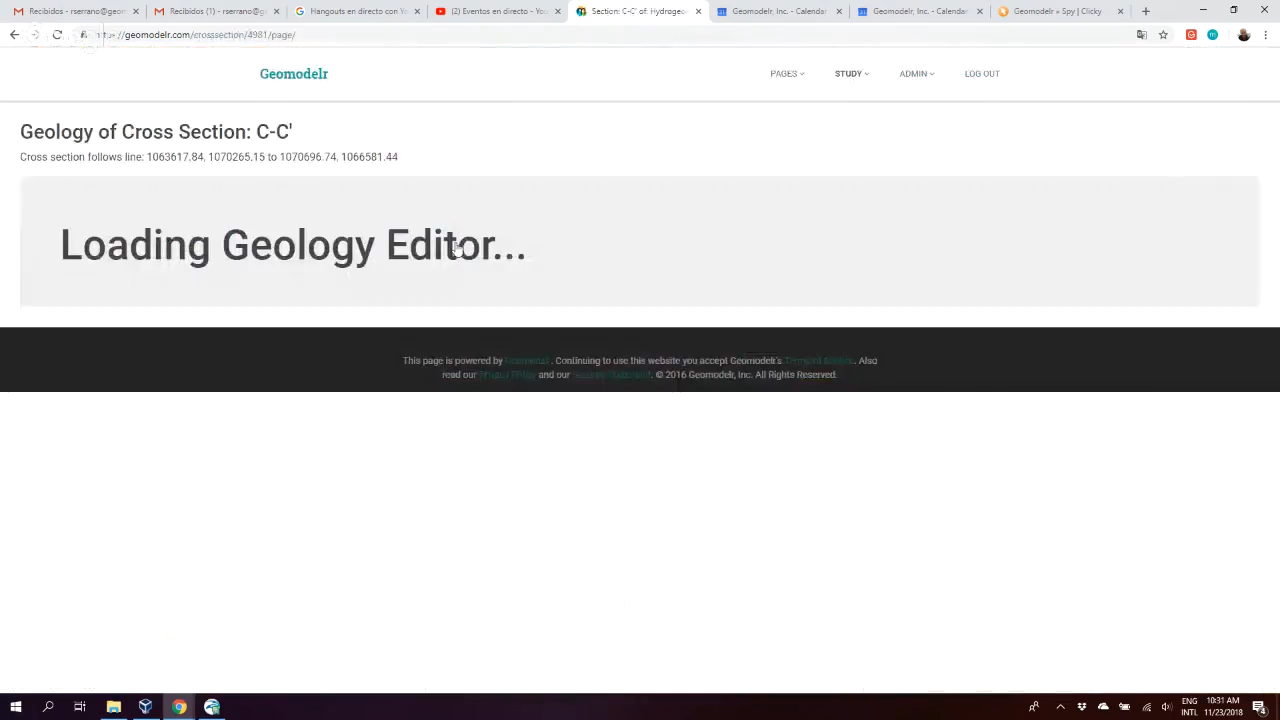 Recibidos - rserrano@ge
Recibidos (1) - rserrano@g
Hangouts en directo con Yo
(2) Eventos en directo - You
Section: C-C' of: Hydrogeo
Geomodelr, Inc. - Calendar
Geomodelr, Inc. - Calendar
Geomodelr « Spy | Clicky
https://geomodelr.com/crosssection/4981/page/
Geomodelr
PAGES
STUDY
ADMIN
LOG OUT
Geology of Cross Section: C-C'
Cross section follows line: 1063617.84, 1070265.15 to 1070696.74, 1066581.44
Loading Geology Editor...
This page is powered by . Continuing to use this website you accept Geomodelr's . Also
read our and our . © 2016 Geomodelr, Inc. All Rights Reserved.
ENG
INTL
10:31 AM
11/23/2018
4